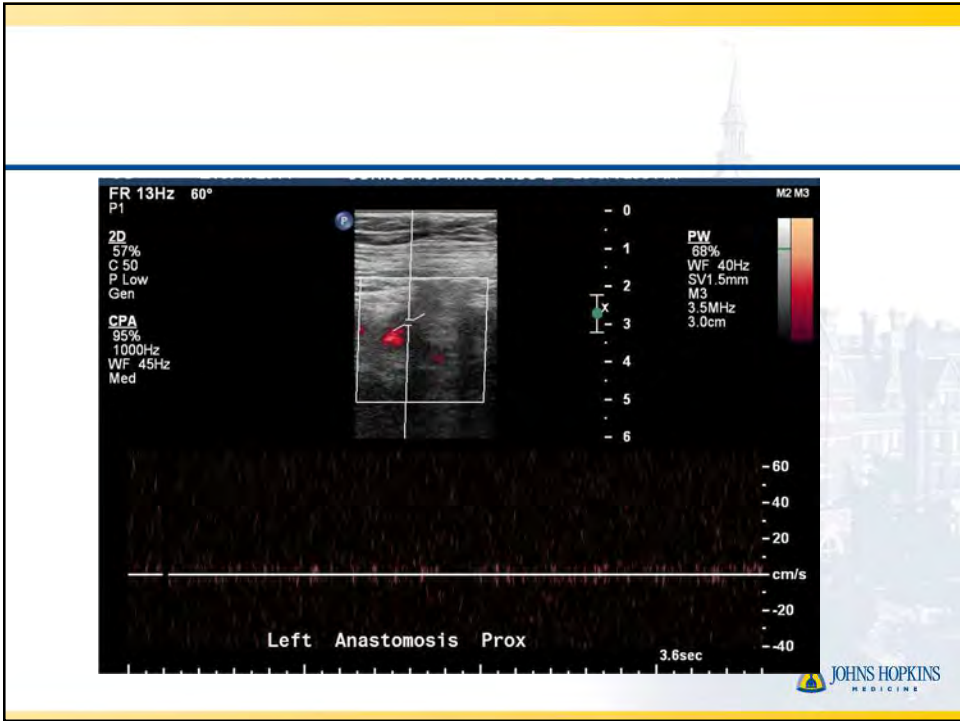 FR 13Hz 60°
P1
2D
57%
C 50
P Low
Gen
CPA
95%
1000Hz
WF 45Hz
Med
P
0
1
2
x
3
4
5
6
M2 M3
PW
68%
WF 40Hz
SV1.5mm
M3
3.5MHz
3.0cm
60
40
20
cm/s
-20
-40
Left Anastomosis Prox
3.6sec
JOHNS HOPKINS
MEDICINE